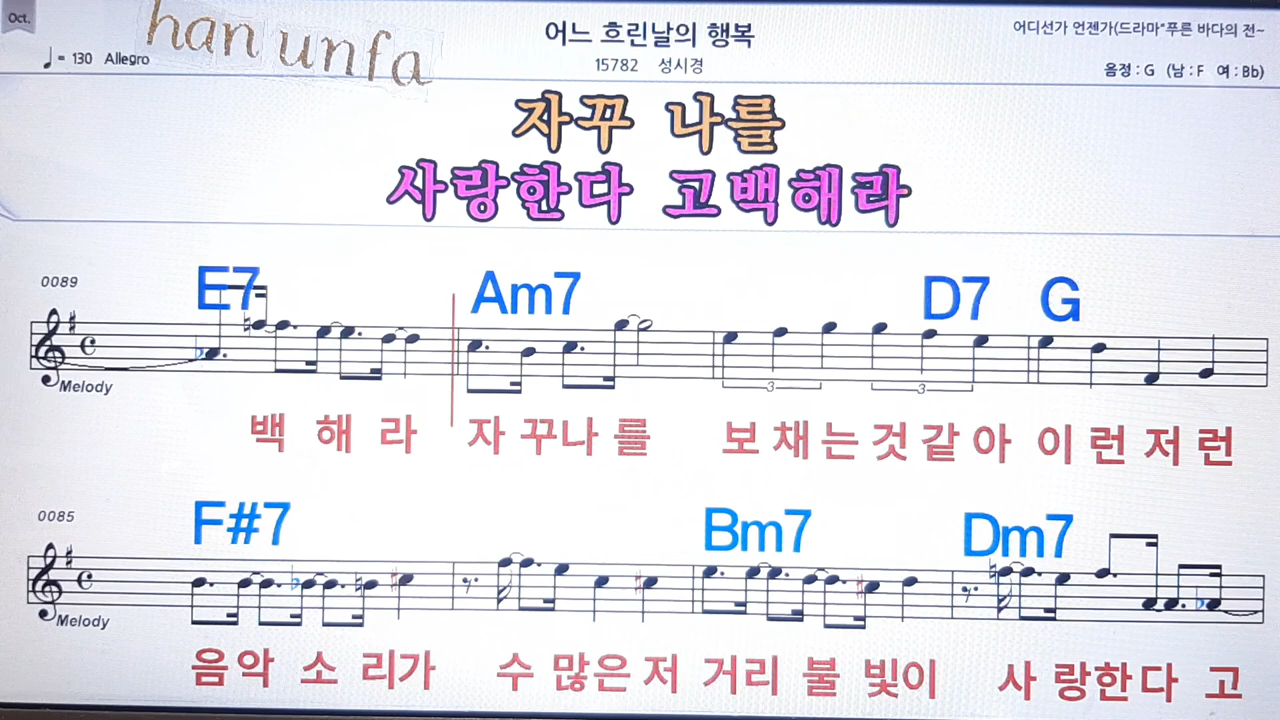 Oct.
han unfa
어느 흐린날의 행복
어디선가 언젠가(드라마"푸른 바다의 전~
♩ = 130 Allegro
15782 성시경
음정 : G (남 : F 여 : Bb)
자꾸 나를
사랑한다 고백해라
0089
E7 Am7 D7 G
3 3
Melody
백 해 라 자 꾸나 를 보 채 는 것 같 아 이 런 저 런
0085
F#7 Bm7 Dm7
Melody
음악 소 리가 수 많은 저 거리 불 빛이 사 랑한 다 고